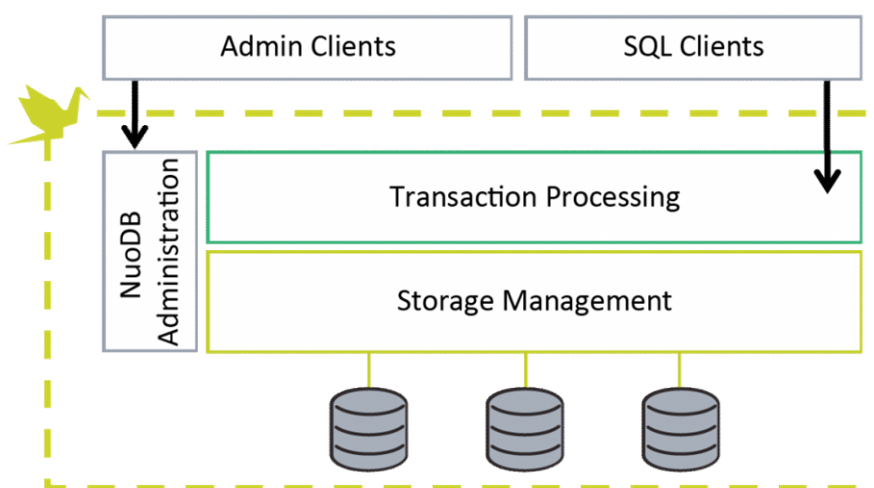 Admin Clients
SQL Clients
NuoDB
Administration
Transaction Processing
Storage Management